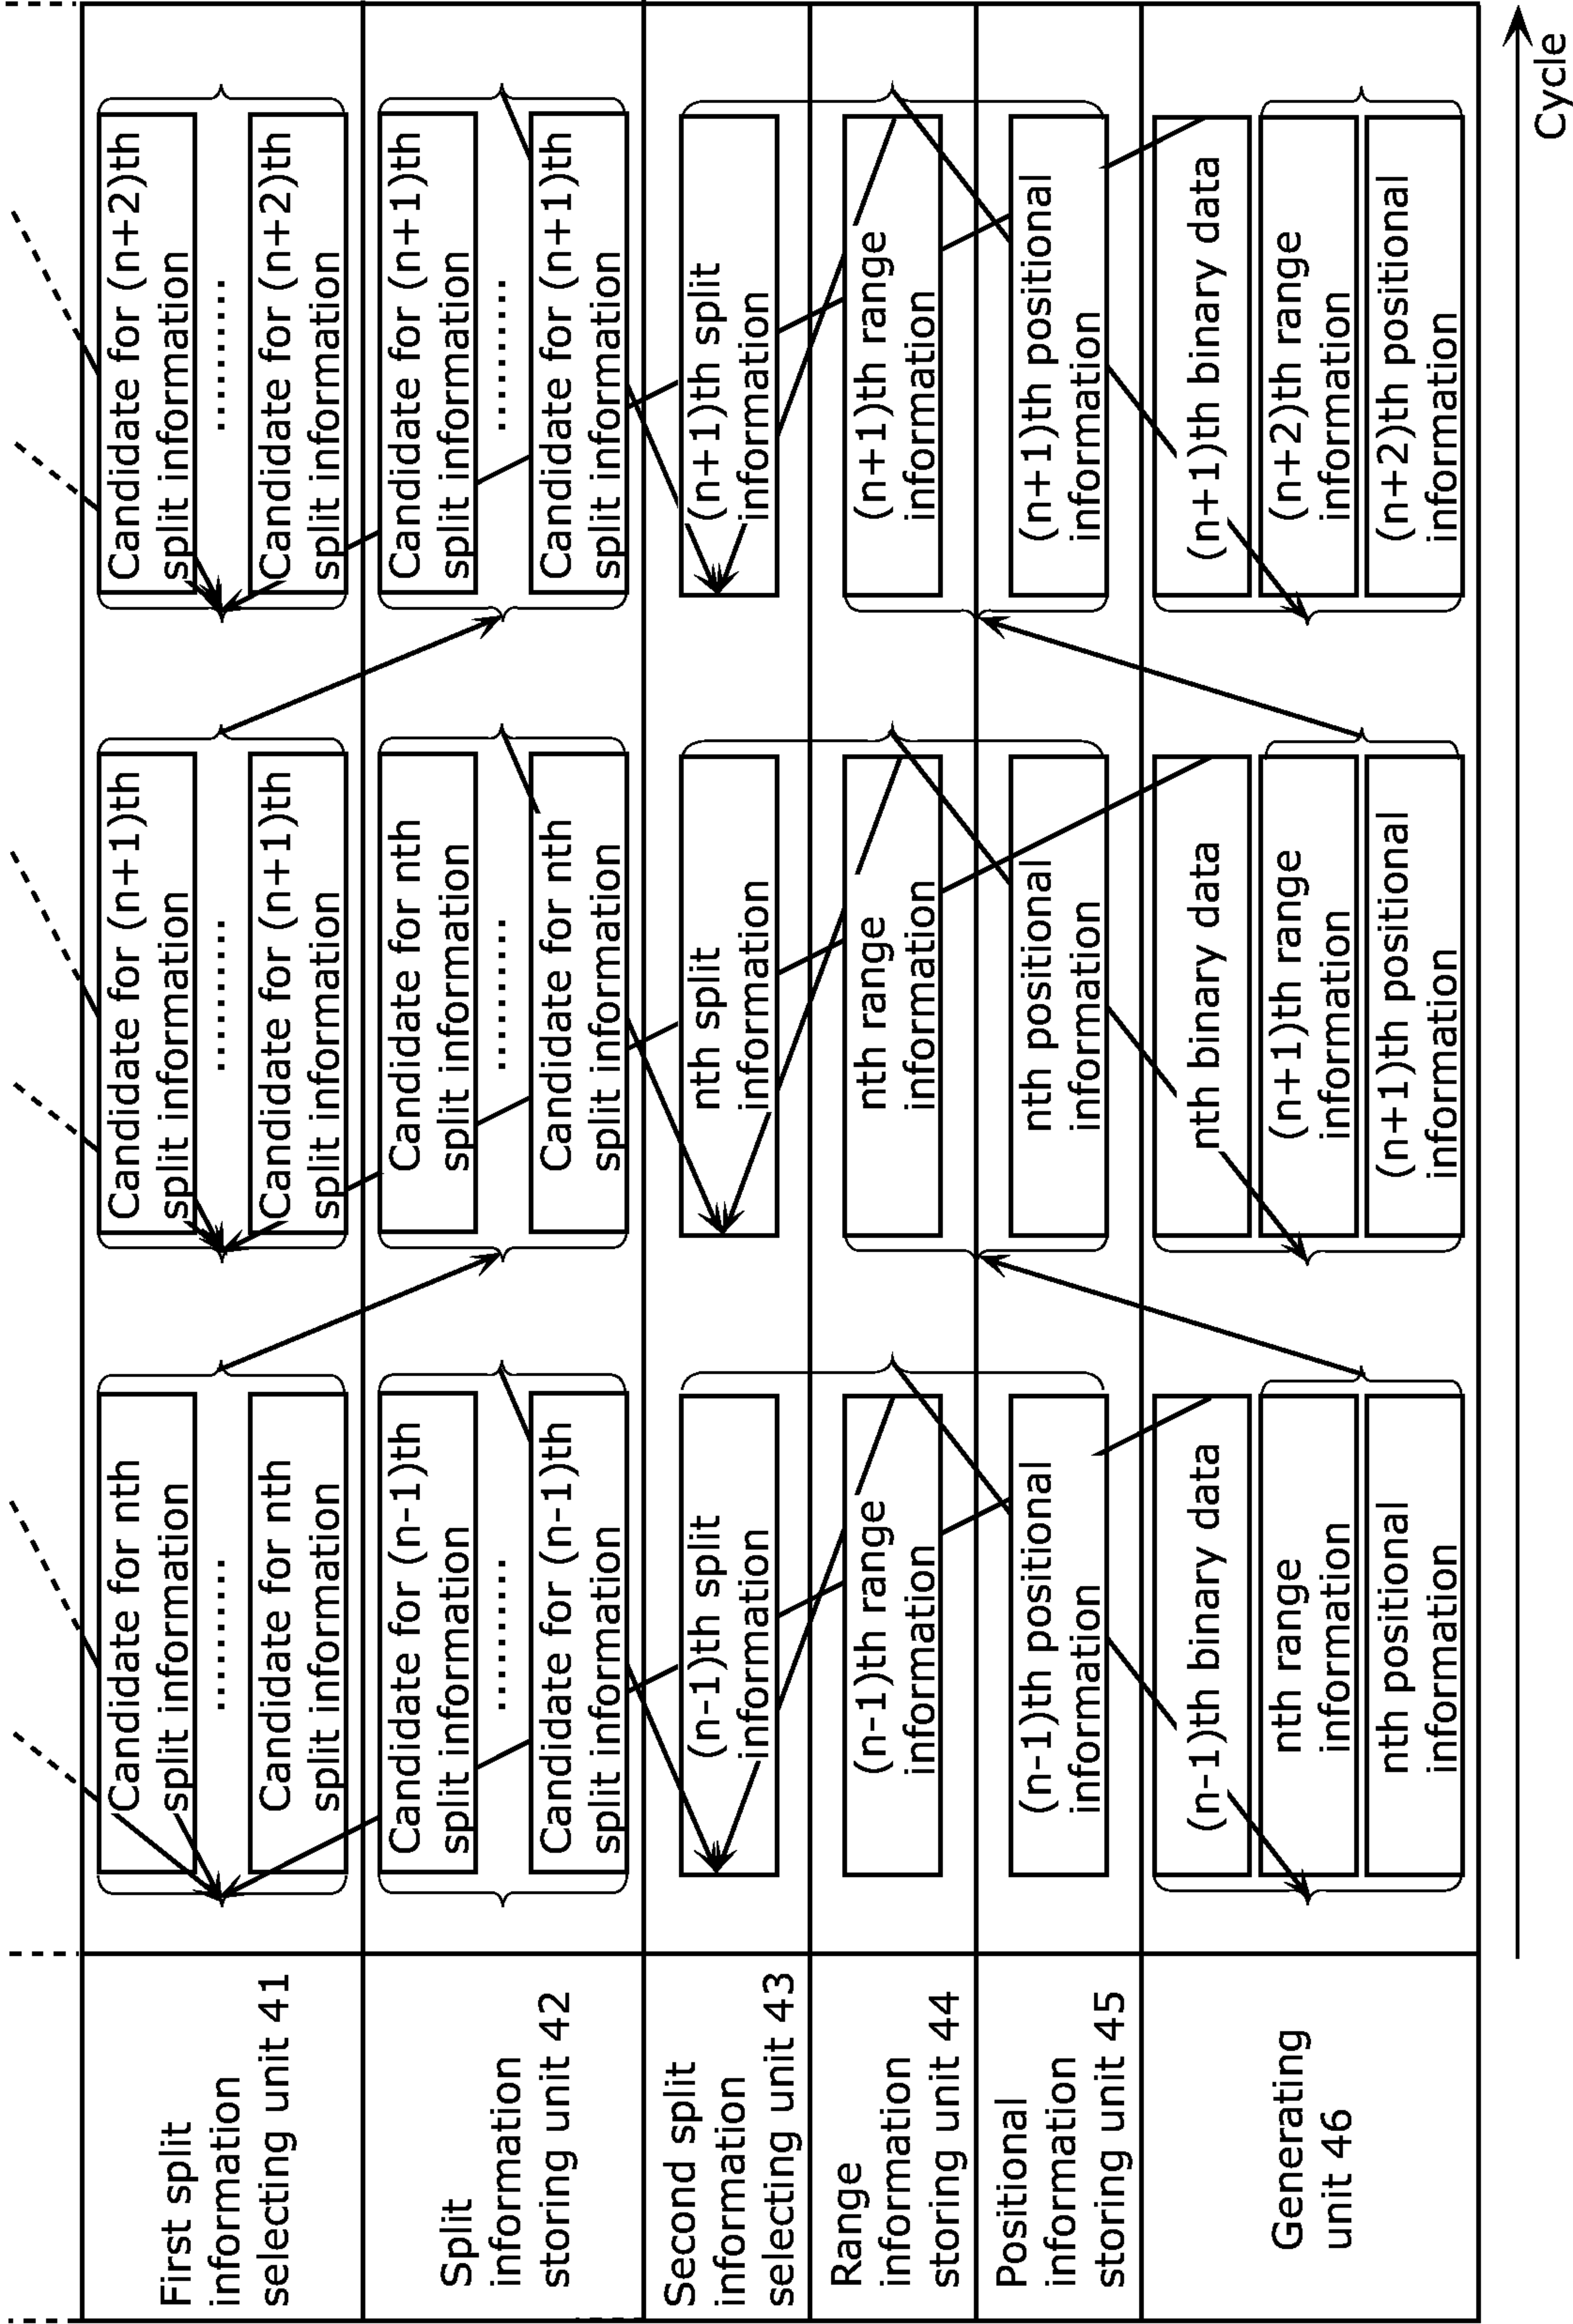 First split
information
selecting unit 41
Candidate for nth
split information
.........
Candidate for nth
split information
Candidate for (n+1)th
split information
.........
Candidate for (n+1)th
split information
Candidate for (n+2)th
split information
.........
Candidate for (n+2)th
split information
Split
information
storing unit 42
Candidate for (n-1)th
split information
.........
Candidate for (n-1)th
split information
Candidate for nth
split information
.........
Candidate for nth
split information
Candidate for (n+1)th
split information
.........
Candidate for (n+1)th
split information
Second split
information
selecting unit 43
(n-1)th split
information
nth split
information
(n+1)th split
information
Range
information
storing unit 44
(n-1)th range
information
nth range
information
(n+1)th range
information
Positional
information
storing unit 45
(n-1)th positional
information
nth positional
information
(n+1)th positional
information
Generating
unit 46
(n-1)th binary data
nth range
information
nth positional
information
nth binary data
(n+1)th range
information
(n+1)th positional
information
(n+1)th binary data
(n+2)th range
information
(n+2)th positional
information
Cycle